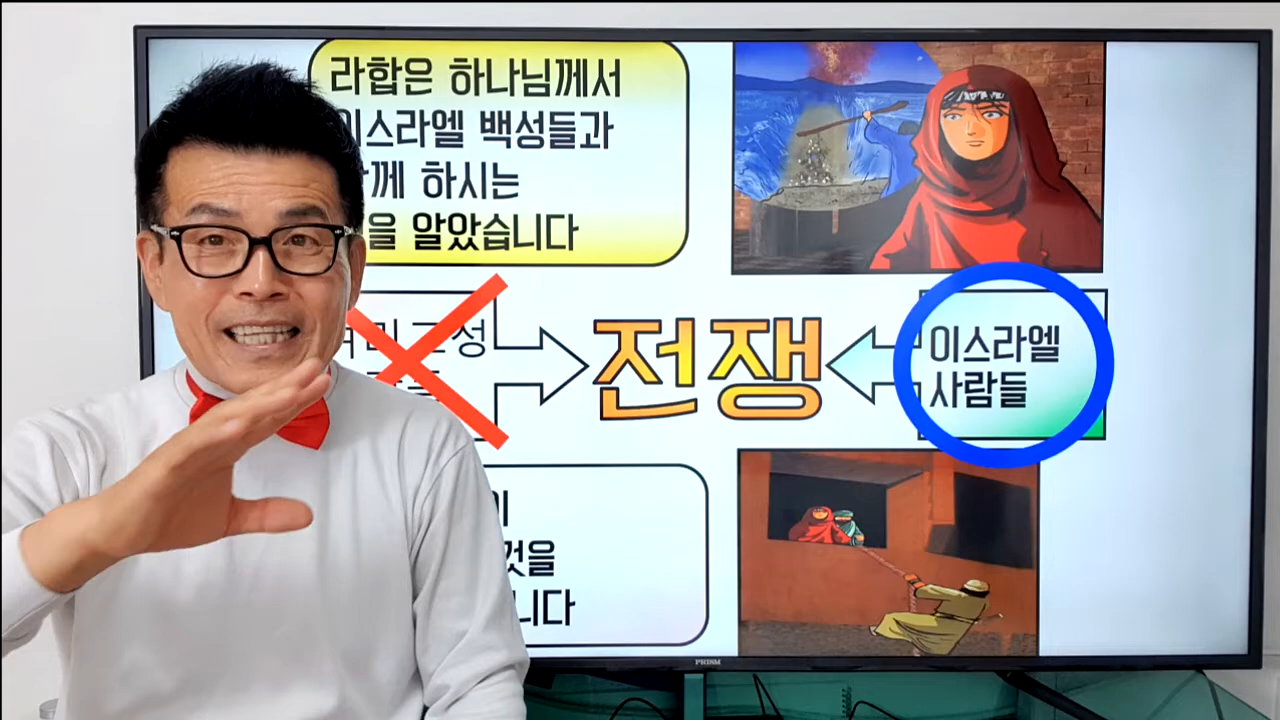 라합은 하나님께서
이스라엘 백성들과
께 하시는
을 알았습니다
성
전쟁
이스라엘
사람들
것을
니다
PRISM